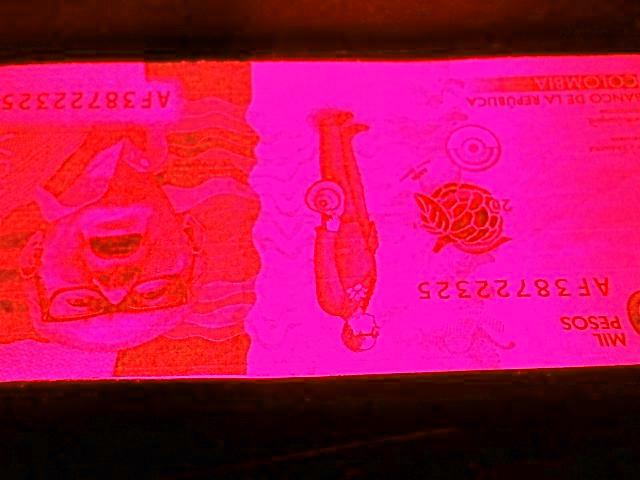 MIL
PESOS
AF38722325
BANCO DE LA REPÚBLICA
COLOMBIA
AF38722325